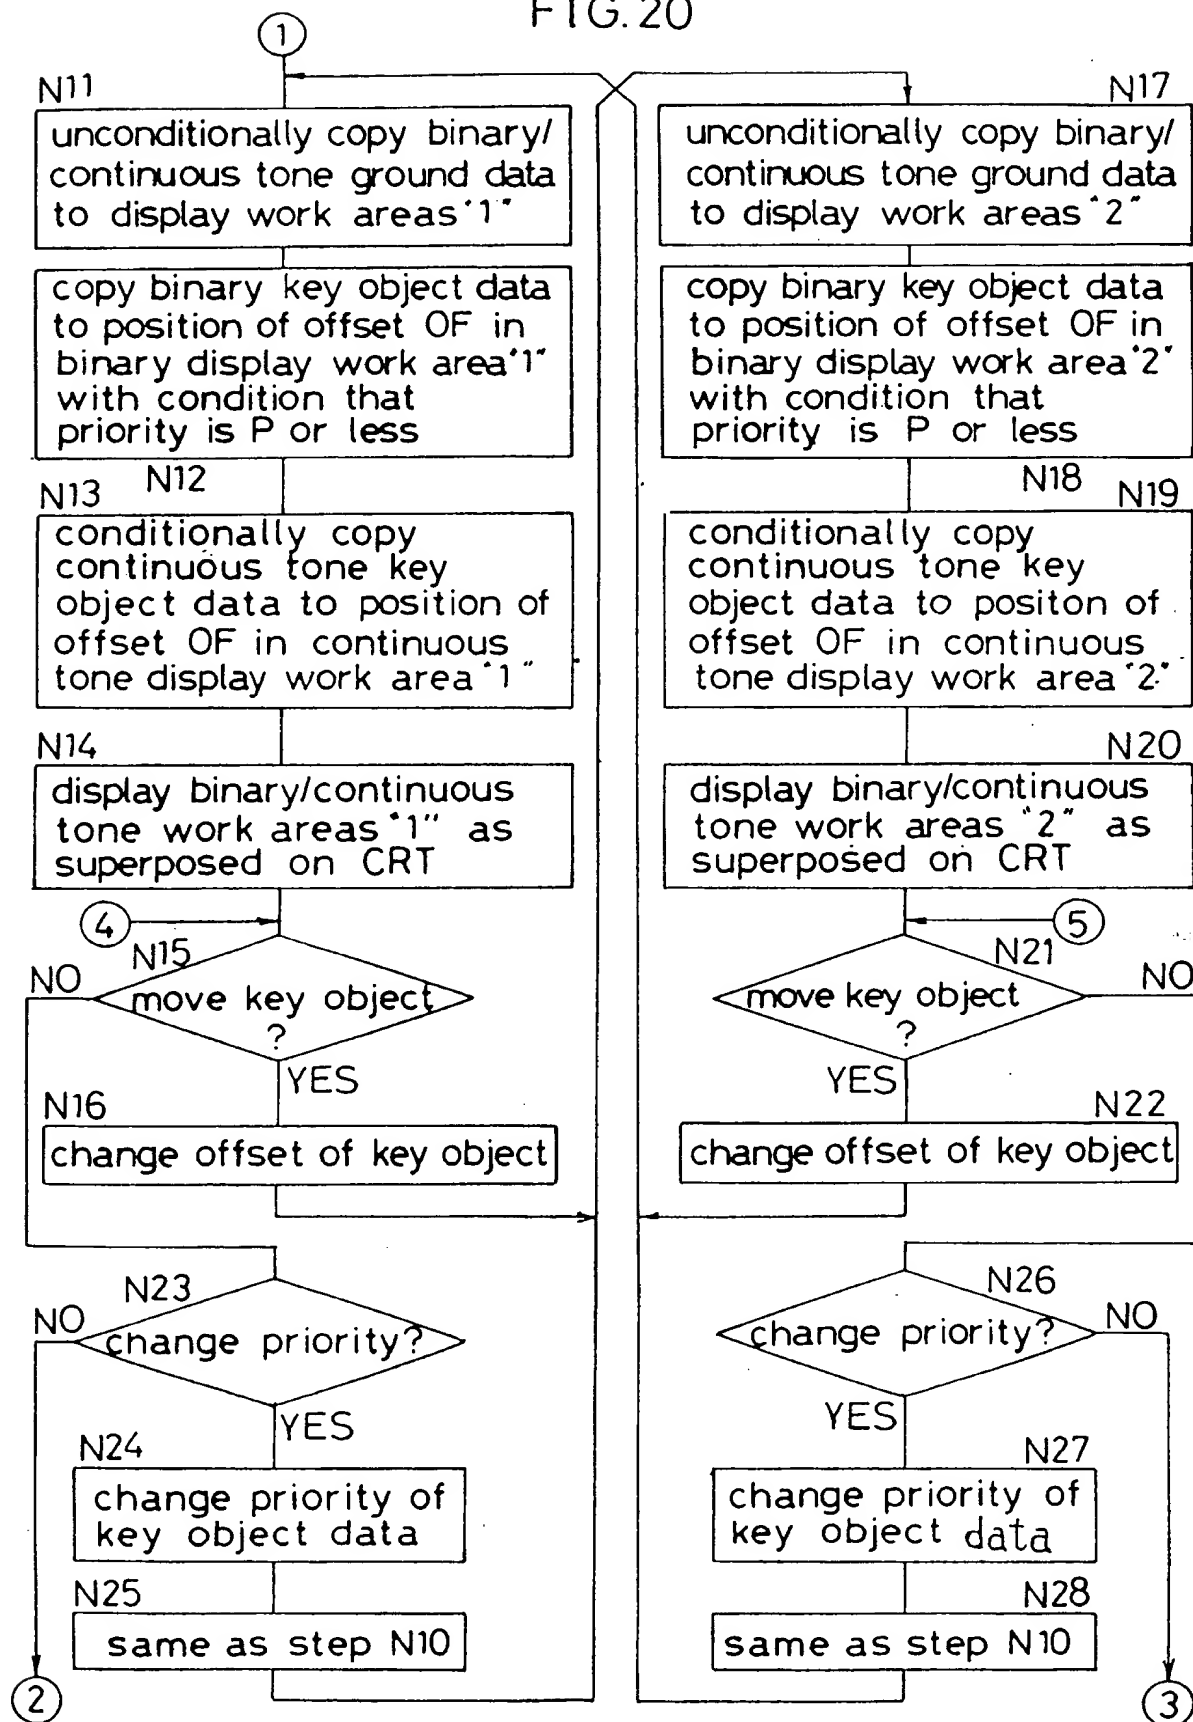 FIG.20
1
N11
unconditionally copy binary/
continuous tone ground data
to display work areas "1"
copy binary key object data
to position of offset OF in
binary display work area "1"
with condition that
priority is P or less
N12
N13
conditionally copy
continuous tone key
object data to position of
offset OF in continuous
tone display work area "1"
N14
display binary/continuous
tone work areas "1" as
superposed on CRT
4
N15
NO
move key object
?
YES
N16
change offset of key object
N23
NO
change priority?
YES
N24
change priority of
key object data
N25
same as step N10
2
N17
unconditionally copy binary/
continuous tone ground data
to display work areas "2"
copy binary key object data
to position of offset OF in
binary display work area "2"
with condition that
priority is P or less
N18
N19
conditionally copy
continuous tone key
object data to positon of
offset OF in continuous
tone display work area "2"
N20
display binary/continuous
tone work areas "2" as
superposed on CRT
5
N21
NO
move key object
?
YES
N22
change offset of key object
N26
NO
change priority?
YES
N27
change priority of
key object data
N28
same as step N10
3